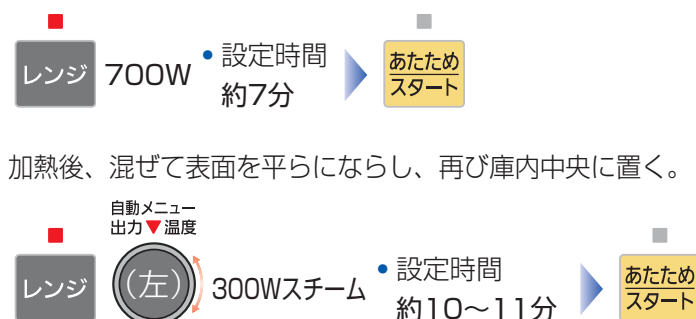 レンジ 700W •設定時間 あたため
約7分 スタート
加熱後、混ぜて表面を平らにならし、再び庫内中央に置く。
自動メニュー
出力▼温度
レンジ (左) 300Wスチーム •設定時間 あたため
約10～11分 スタート